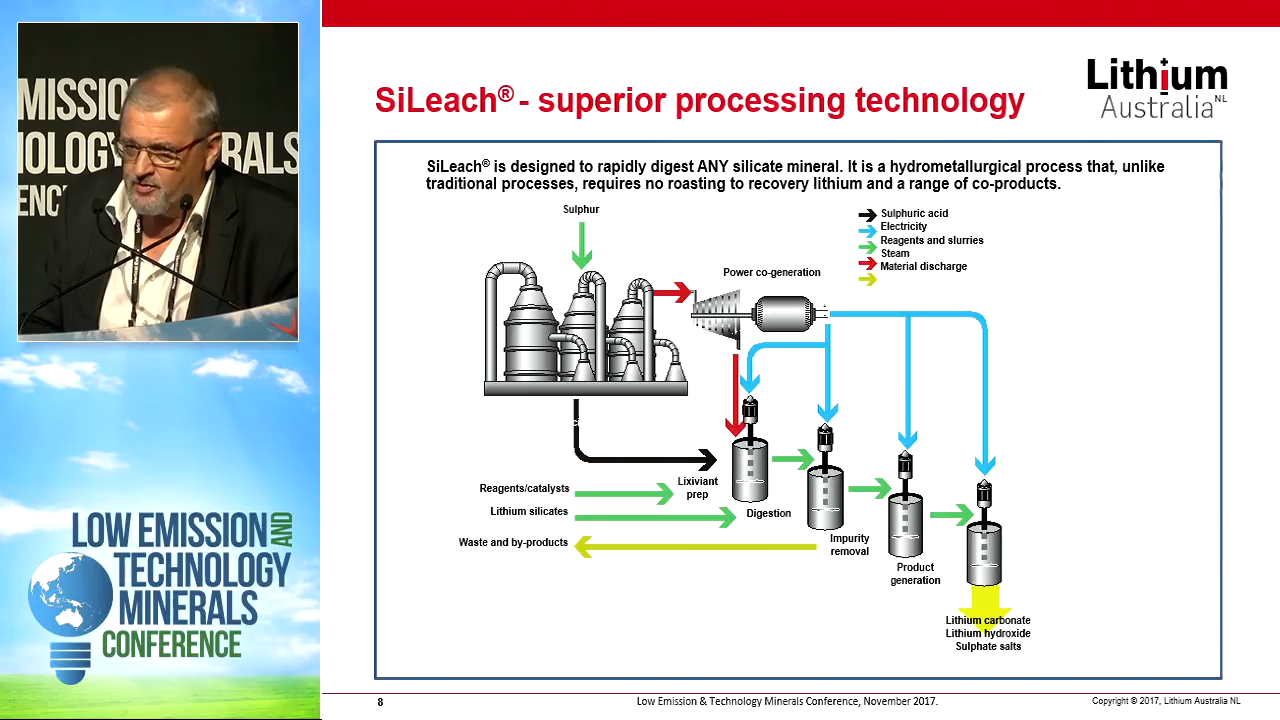 MISSIO
NOLOGY
RALS
ENC
LOW EMISSION AND
TECHNOLOGY
MINERALS
CONFERENCE
SiLeach® - superior processing technology
Lithium
Australia NL
SiLeach® is designed to rapidly digest ANY silicate mineral. It is a hydrometallurgical process that, unlike
traditional processes, requires no roasting to recovery lithium and a range of co-products.
Sulphur
Sulphuric acid
Electricity
Reagents and slurries
Steam
Material discharge
Power co-generation
Reagents/catalysts
Lithium silicates
Waste and by-products
Lixiviant
prep
Digestion
Impurity
removal
Product
generation
Lithium carbonate
Lithium hydroxide
Sulphate salts
8
Low Emission & Technology Minerals Conference, November 2017.
Copyright © 2017, Lithium Australia NL